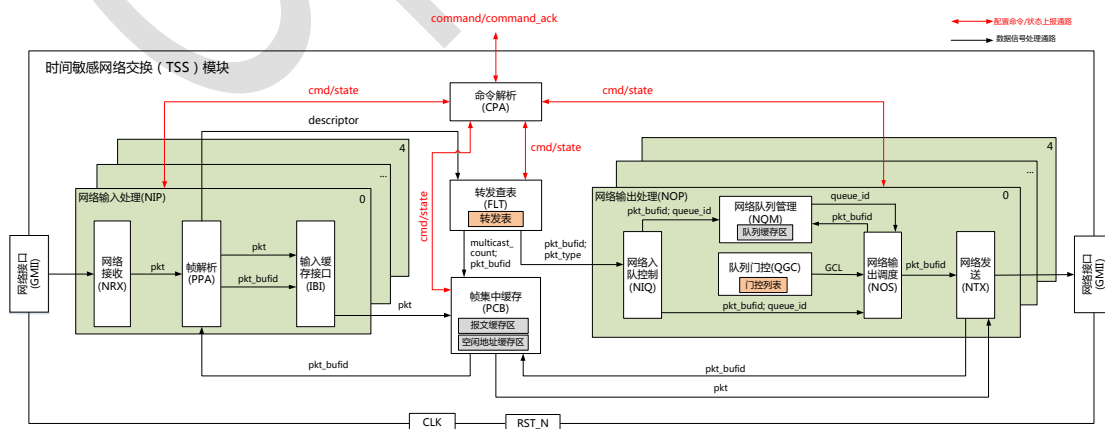 command/command_ack
配置命令/状态上报通路
数据信号处理通路
时间敏感网络交换（TSS）模块
cmd/state
命令解析
(CPA)
cmd/state
descriptor
cmd/state
cmd/state
4
...
网络输入处理(NIP)
0
网络接口
(GMII)
网络
接收
(NRX)
pkt
帧解析
(PPA)
pkt
pkt_bufid
输入缓
存接口
(IBI)
pkt
转发查表
(FLT)
转发表
multicast_
count;
pkt_bufid
pkt_bufid;
pkt_type
帧集中缓存
(PCB)
报文缓存区
空闲地址缓存区
4
...
网络输出处理(NOP)
0
网络入
队控制
(NIQ)
pkt_bufid; queue_id
网络队列管理
(NQM)
队列缓存区
queue_id
pkt_bufid
队列门控(QGC)
门控列表
GCL
pkt_bufid; queue_id
网络输
出调度
(NOS)
pkt_bufid
网络发
送
(NTX)
网络接口
(GMII)
pkt_bufid
pkt_bufid
pkt
CLK
RST_N